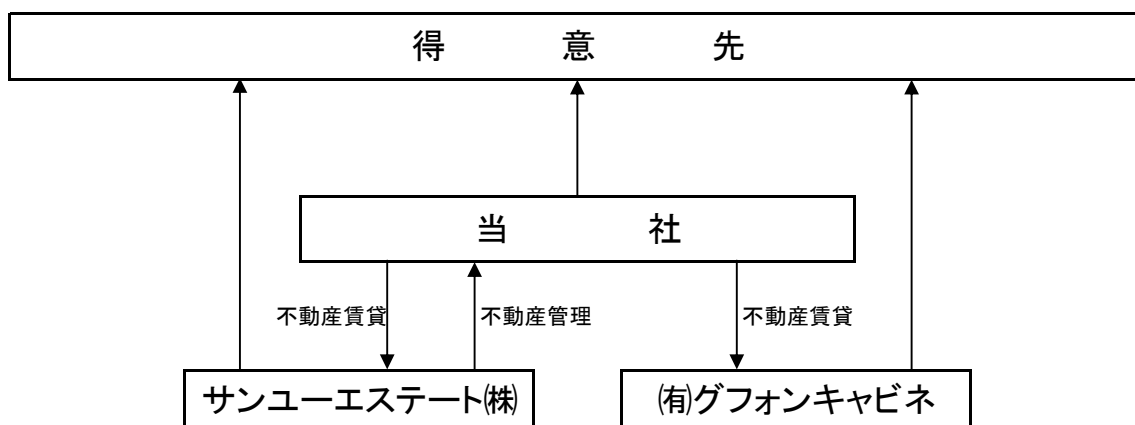 得意先
当社
不動産賃貸 不動産管理 不動産賃貸
サンユーエステート㈱ ㈲グフォンキャビネ